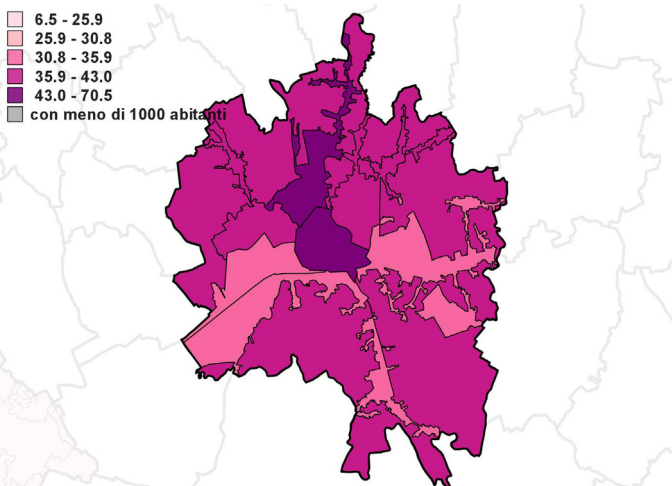 6.5 - 25.9
25.9 - 30.8
30.8 - 35.9
35.9 - 43.0
43.0 - 70.5
con meno di 1000 abitanti